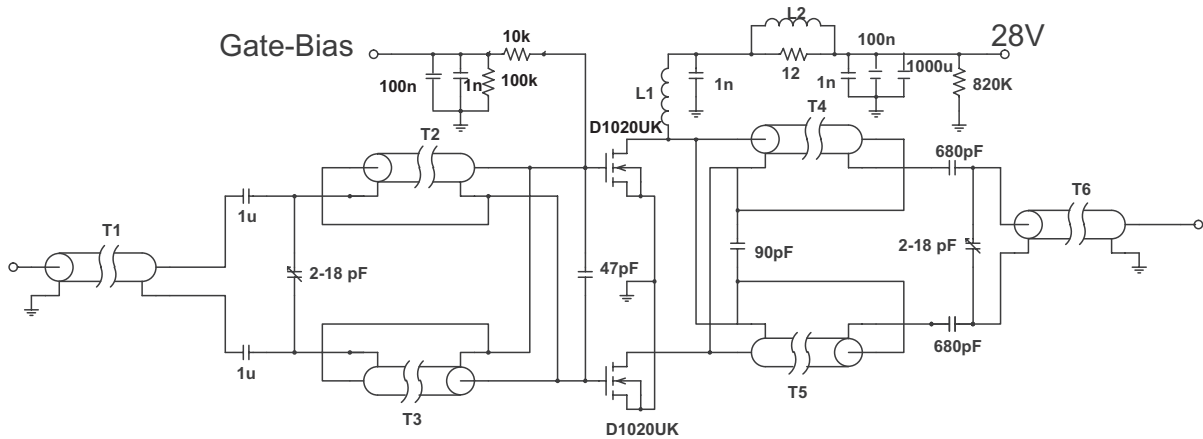 L2
Gate-Bias
10k
100n
28V
100n
1n
100k
L1
1n
12
1n
1000u
820K
T2
D1020UK
T4
680pF
1u
T1
T6
2-18 pF
47pF
90pF
2-18 pF
1u
680pF
T3
T5
D1020UK